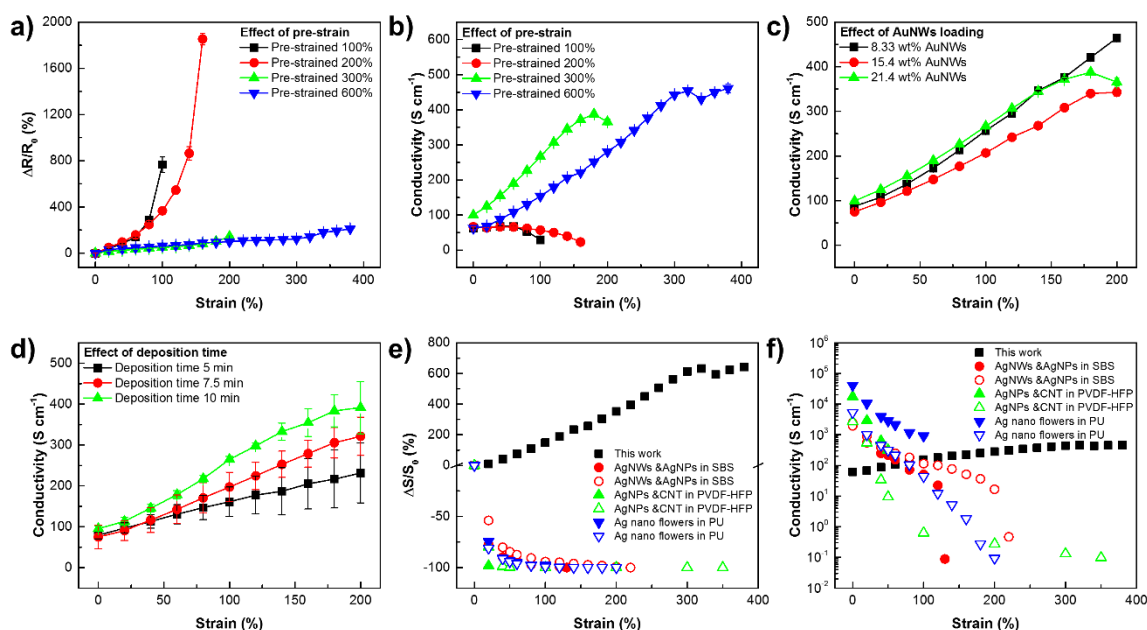 a)
Effect of pre-strain
Pre-strained 100%
Pre-strained 200%
Pre-strained 300%
Pre-strained 600%
2000
1600
1200
800
400
0
ΔR/R₀ (%)
0 100 200 300 400
Strain (%)
b)
Effect of pre-strain
Pre-strained 100%
Pre-strained 200%
Pre-strained 300%
Pre-strained 600%
600
500
400
300
200
100
0
Conductivity (S cm⁻¹)
0 100 200 300 400
Strain (%)
c)
Effect of AuNWs loading
8.33 wt% AuNWs
15.4 wt% AuNWs
21.4 wt% AuNWs
500
400
300
200
100
0
Conductivity (S cm⁻¹)
0 50 100 150 200
Strain (%)
d)
Effect of deposition time
Deposition time 5 min
Deposition time 7.5 min
Deposition time 10 min
500
400
300
200
100
0
Conductivity (S cm⁻¹)
0 50 100 150 200
Strain (%)
e)
This work
AgNWs &AgNPs in SBS
AgNWs &AgNPs in SBS
AgNPs &CNT in PVDF-HFP
AgNPs &CNT in PVDF-HFP
Ag nano flowers in PU
Ag nano flowers in PU
800
600
400
200
0
-50
-100
ΔS/S₀ (%)
0 100 200 300 400
Strain (%)
f)
This work
AgNWs &AgNPs in SBS
AgNWs &AgNPs in SBS
AgNPs &CNT in PVDF-HFP
AgNPs &CNT in PVDF-HFP
Ag nano flowers in PU
Ag nano flowers in PU
10⁶
10⁵
10⁴
10³
10²
10¹
10⁰
10⁻¹
10⁻²
Conductivity (S cm⁻¹)
0 100 200 300 400
Strain (%)